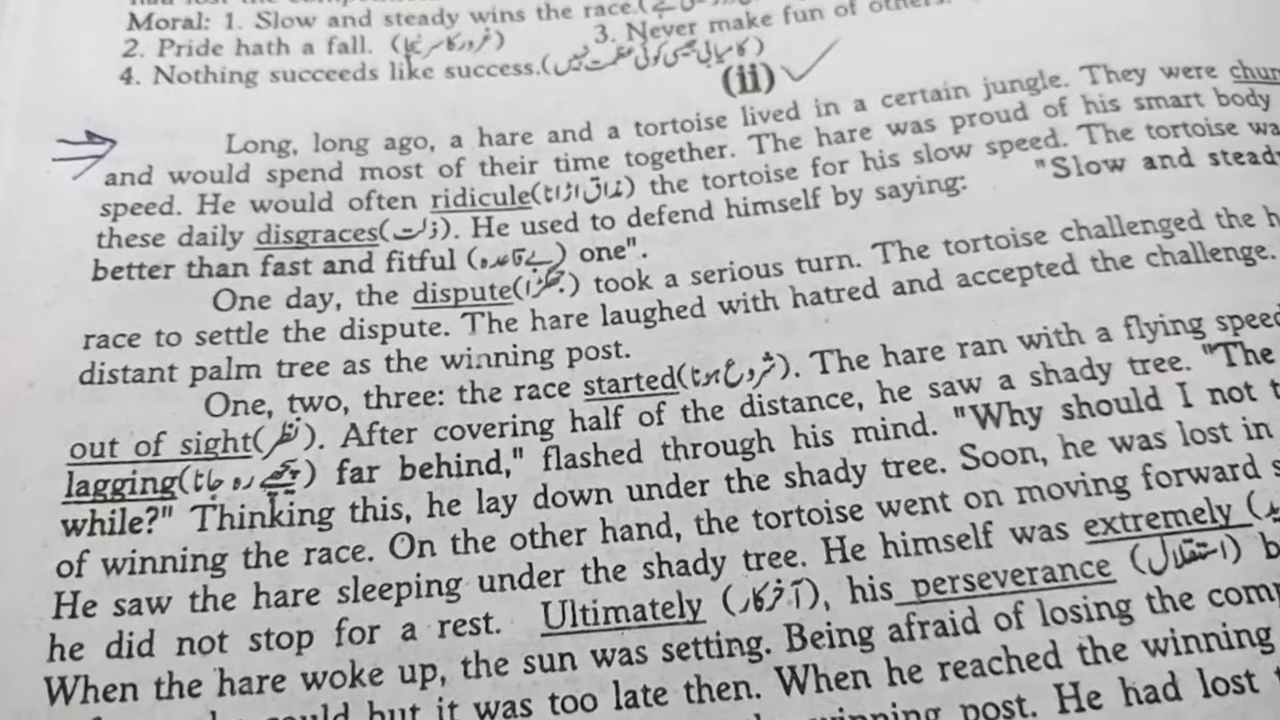 Moral: 1. Slow and steady wins the race.(
2. Pride hath a fall. (غرور کا سر نیچا) 3. Never make fun of others.
4. Nothing succeeds like success.(کامیابی جیسی کوئی نہیں)
(ii)
Long, long ago, a hare and a tortoise lived in a certain jungle. They were chum
and would spend most of their time together. The hare was proud of his smart body
speed. He would often ridicule(مذاق اڑانا) the tortoise for his slow speed. The tortoise wa
these daily disgraces(ذلت). He used to defend himself by saying: "Slow and stead
better than fast and fitful (بے قاعدہ) one".
One day, the dispute(جھگڑا) took a serious turn. The tortoise challenged the h
race to settle the dispute. The hare laughed with hatred and accepted the challenge.
distant palm tree as the winning post.
One, two, three: the race started(شروع ہونا). The hare ran with a flying speed
out of sight(نظر). After covering half of the distance, he saw a shady tree. "The
lagging(پیچھے رہ جانا) far behind," flashed through his mind. "Why should I not t
while?" Thinking this, he lay down under the shady tree. Soon, he was lost in
of winning the race. On the other hand, the tortoise went on moving forward s
He saw the hare sleeping under the shady tree. He himself was extremely (
he did not stop for a rest. Ultimately (آخرکار), his perseverance (استقلال) b
When the hare woke up, the sun was setting. Being afraid of losing the comp
could but it was too late then. When he reached the winning
winning post. He had lost